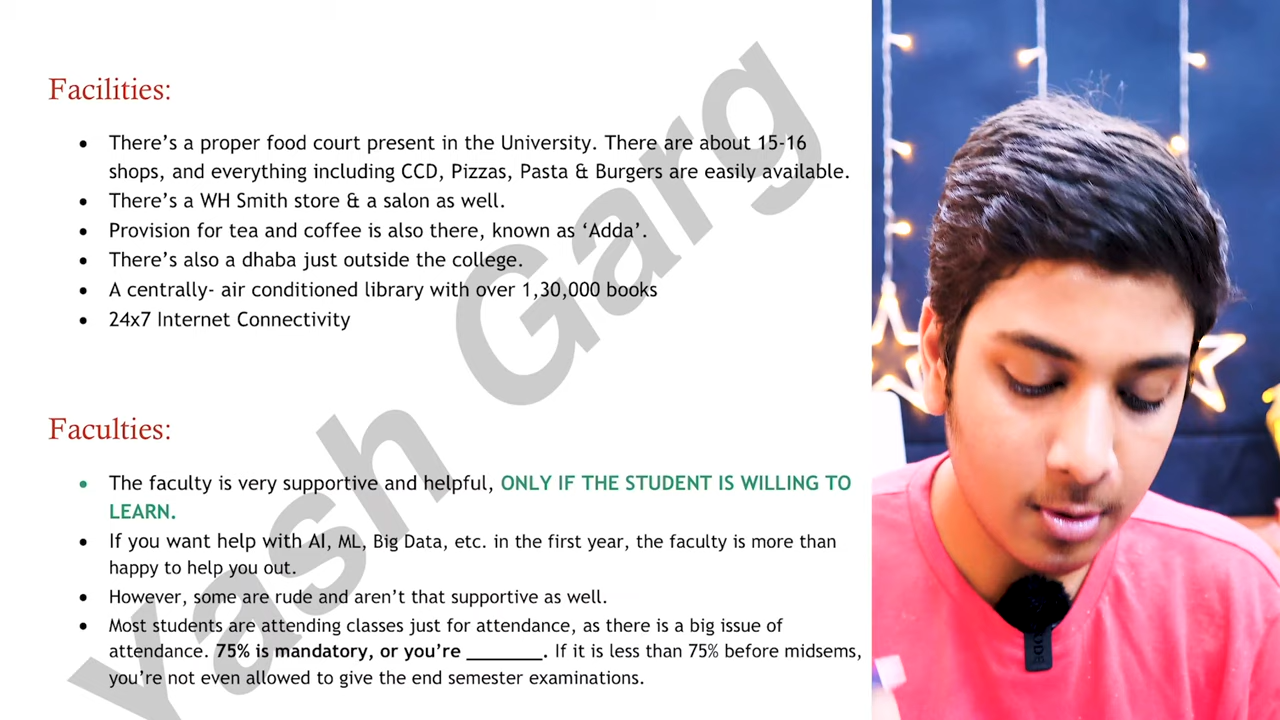 Facilities:
• There’s a proper food court present in the University. There are about 15-16
shops, and everything including CCD, Pizzas, Pasta & Burgers are easily available.
• There’s a WH Smith store & a salon as well.
• Provision for tea and coffee is also there, known as ‘Adda’.
• There’s also a dhaba just outside the college.
• A centrally- air conditioned library with over 1,30,000 books
• 24x7 Internet Connectivity
Faculties:
• The faculty is very supportive and helpful, ONLY IF THE STUDENT IS WILLING TO
LEARN.
• If you want help with AI, ML, Big Data, etc. in the first year, the faculty is more than
happy to help you out.
• However, some are rude and aren’t that supportive as well.
• Most students are attending classes just for attendance, as there is a big issue of
attendance. 75% is mandatory, or you’re _______. If it is less than 75% before midsems,
you’re not even allowed to give the end semester examinations.
Yash Garg